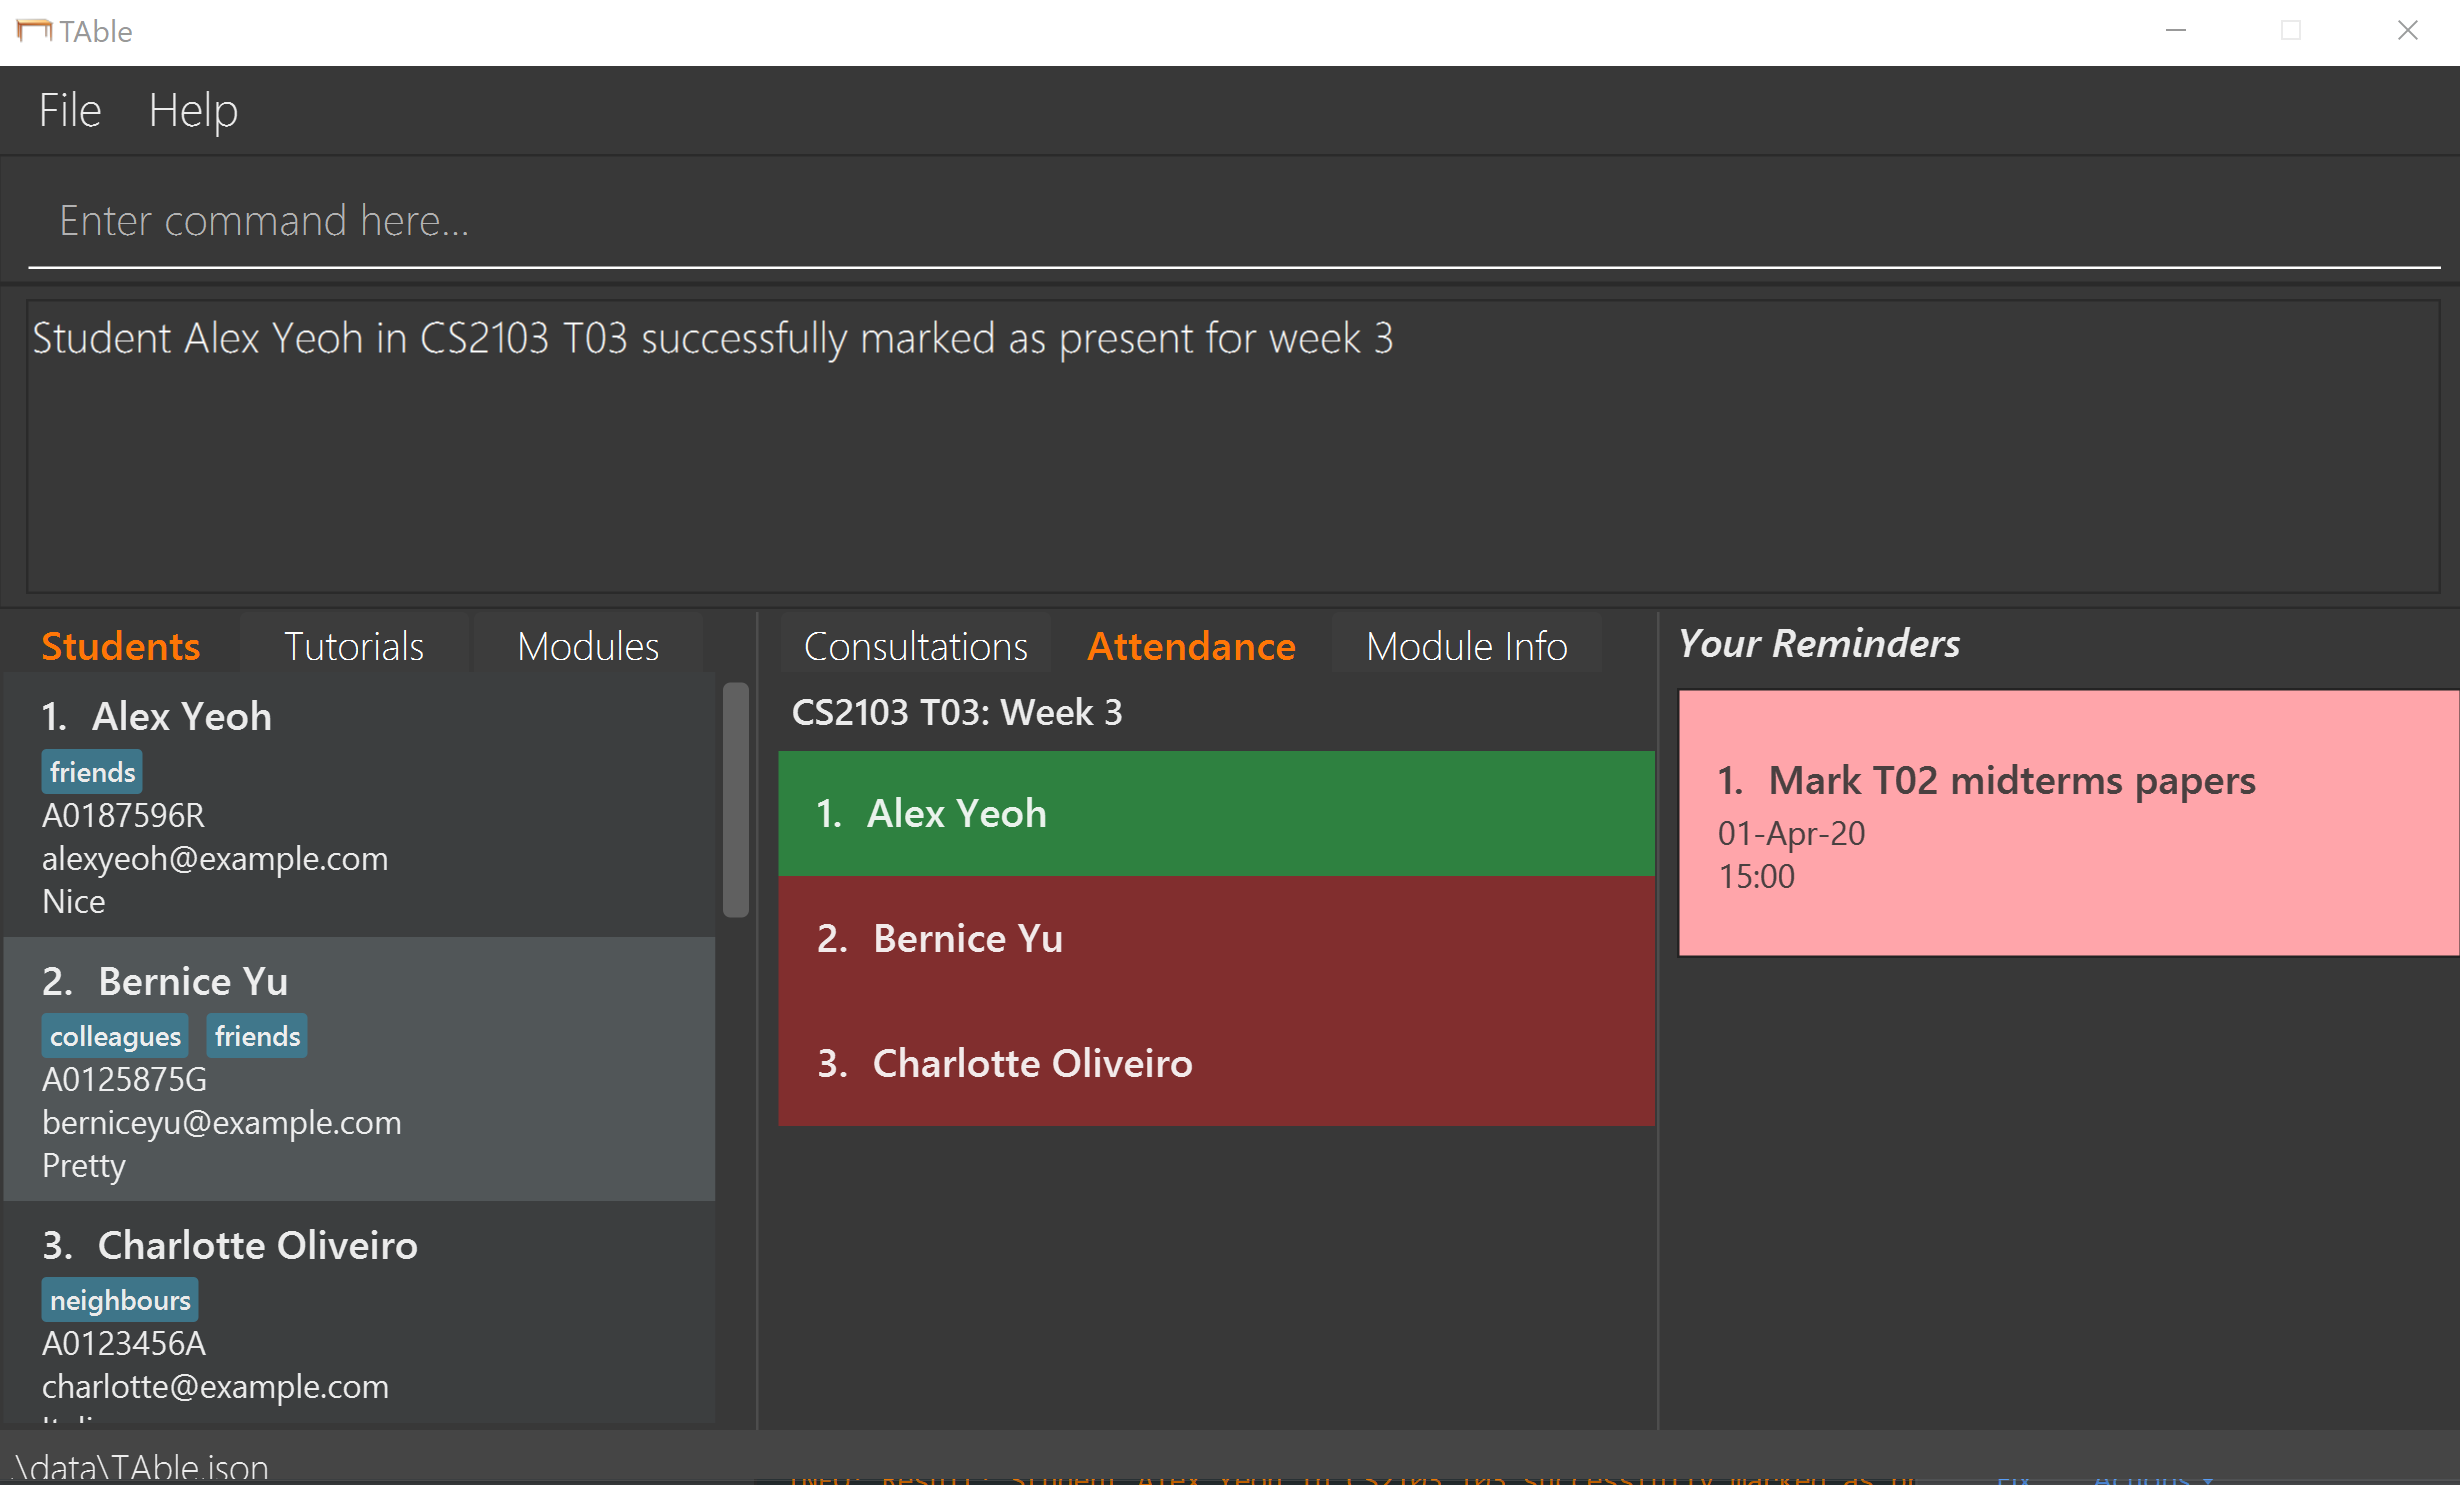 TAble
File Help
Enter command here...
Student Alex Yeoh in CS2103 T03 successfully marked as present for week 3
Students Tutorials Modules
1. Alex Yeoh
friends
A0187596R
alexyeoh@example.com
Nice
2. Bernice Yu
colleagues friends
A0125875G
berniceyu@example.com
Pretty
3. Charlotte Oliveiro
neighbours
A0123456A
charlotte@example.com
Consultations Attendance Module Info
CS2103 T03: Week 3
1. Alex Yeoh
2. Bernice Yu
3. Charlotte Oliveiro
Your Reminders
1. Mark T02 midterms papers
01-Apr-20
15:00
.\data\TAble.json